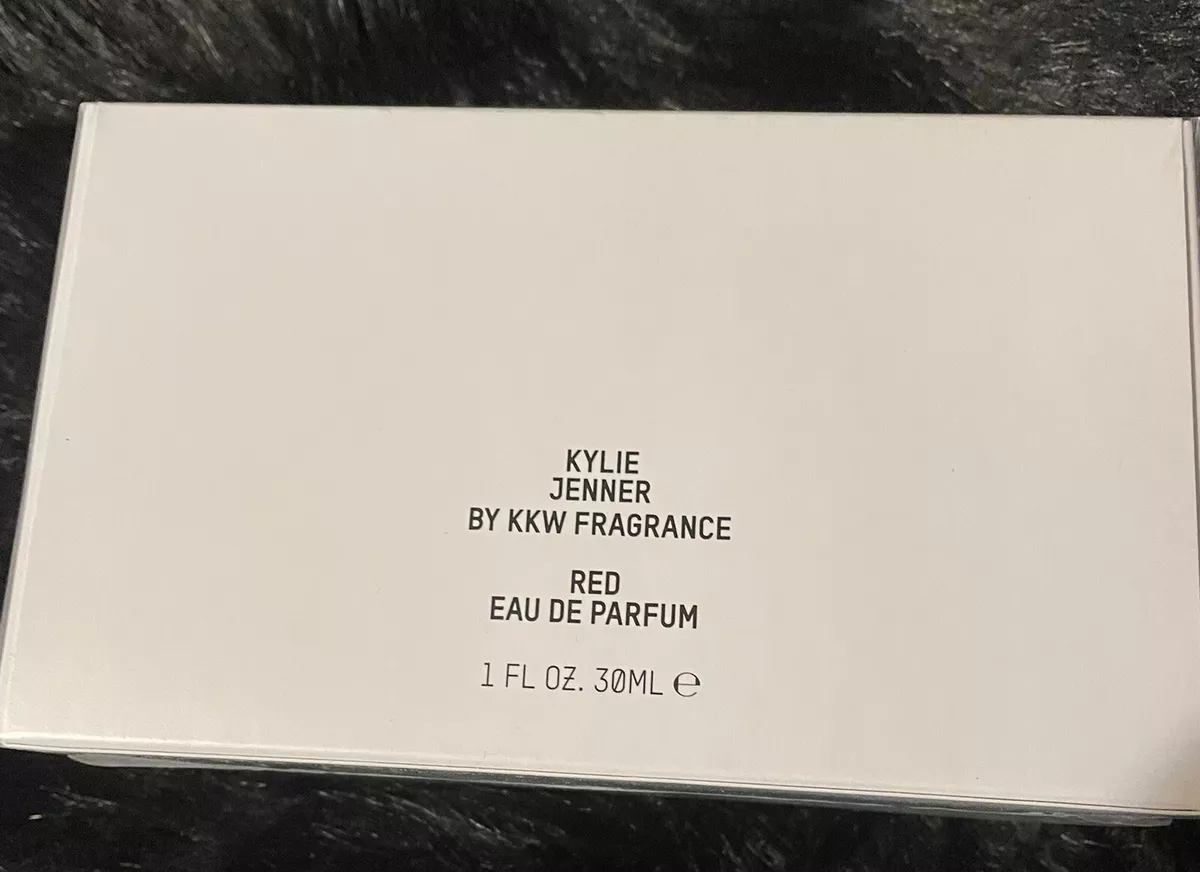 KYLIE
JENNER
BY KKW FRAGRANCE
RED
EAU DE PARFUM
1 FL OZ. 30ML ℮